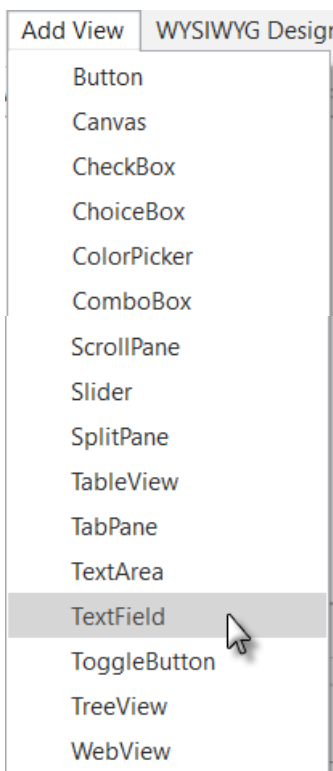 Add View WYSIWYG Desig
Button
Canvas
CheckBox
ChoiceBox
ColorPicker
ComboBox
ScrollPane
Slider
SplitPane
TableView
TabPane
TextArea
TextField
ToggleButton
TreeView
WebView